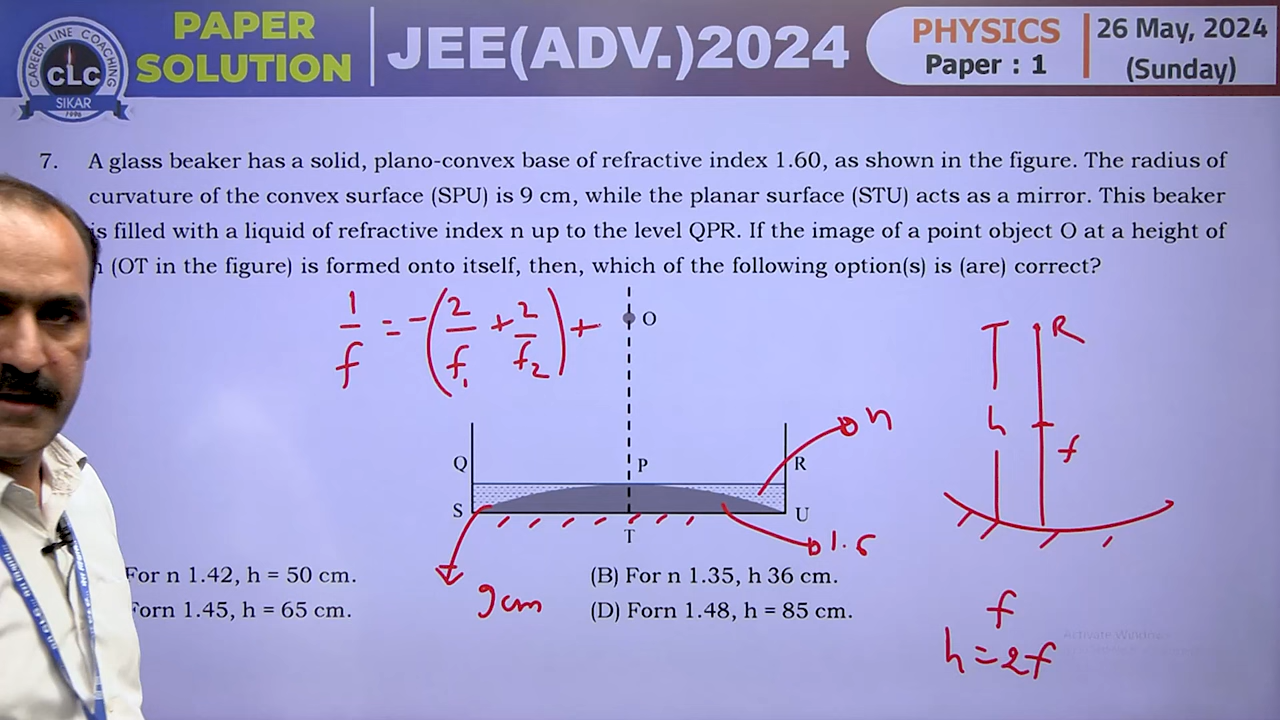 CAREER LINE COACHING
CLC
SIKAR
1996
PAPER
SOLUTION
JEE(ADV.)2024
PHYSICS
Paper : 1
26 May, 2024
(Sunday)
7. A glass beaker has a solid, plano-convex base of refractive index 1.60, as shown in the figure. The radius of
curvature of the convex surface (SPU) is 9 cm, while the planar surface (STU) acts as a mirror. This beaker
is filled with a liquid of refractive index n up to the level QPR. If the image of a point object O at a height of
(OT in the figure) is formed onto itself, then, which of the following option(s) is (are) correct?
1/f = -(2/f₁ + 2/f₂) +
O
T
R
h
f
n
Q
P
R
S
U
T
1.6
For n 1.42, h = 50 cm.
(B) For n 1.35, h 36 cm.
9cm
Forn 1.45, h = 65 cm.
(D) Forn 1.48, h = 85 cm.
f
h = 2f
Activate Windows